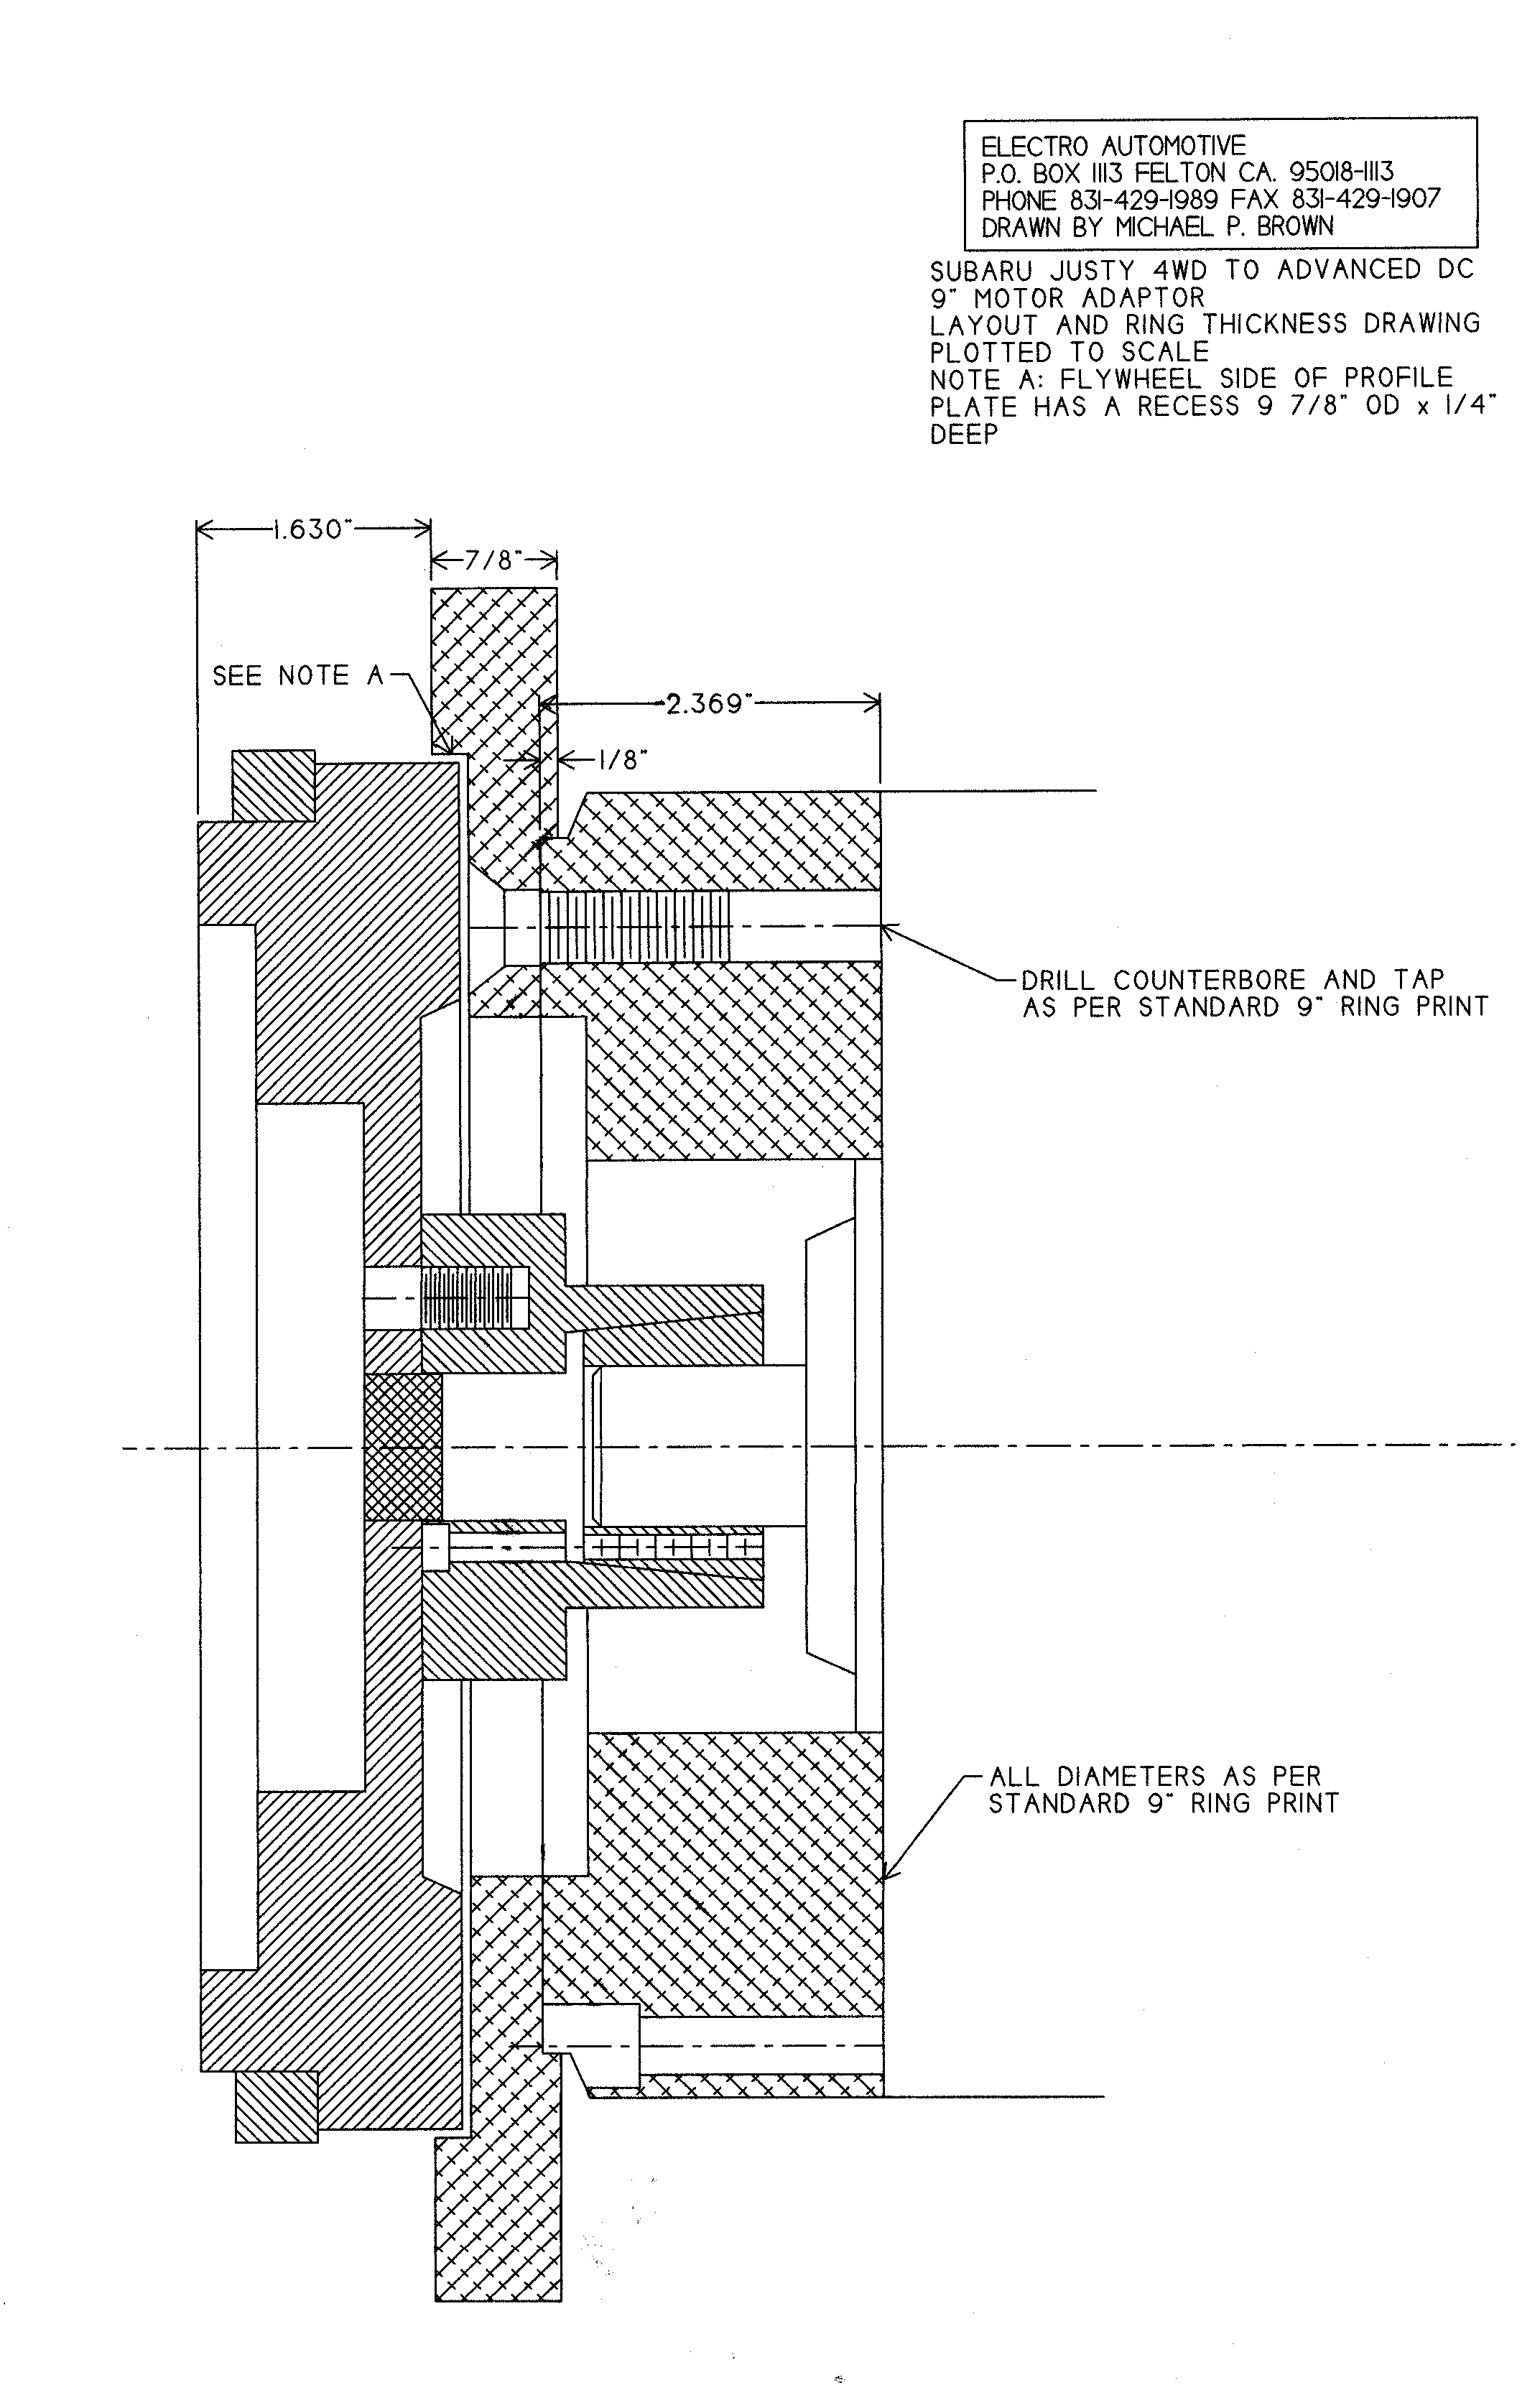 ELECTRO AUTOMOTIVE
P.O. BOX 1113 FELTON CA. 95018-1113
PHONE 831-429-1989 FAX 831-429-1907
DRAWN BY MICHAEL P. BROWN
SUBARU JUSTY 4WD TO ADVANCED DC
9" MOTOR ADAPTOR
LAYOUT AND RING THICKNESS DRAWING
PLOTTED TO SCALE
NOTE A: FLYWHEEL SIDE OF PROFILE
PLATE HAS A RECESS 9 7/8" OD x 1/4"
DEEP
1.630"
7/8"
SEE NOTE A
2.369"
1/8"
DRILL COUNTERBORE AND TAP
AS PER STANDARD 9" RING PRINT
ALL DIAMETERS AS PER
STANDARD 9" RING PRINT